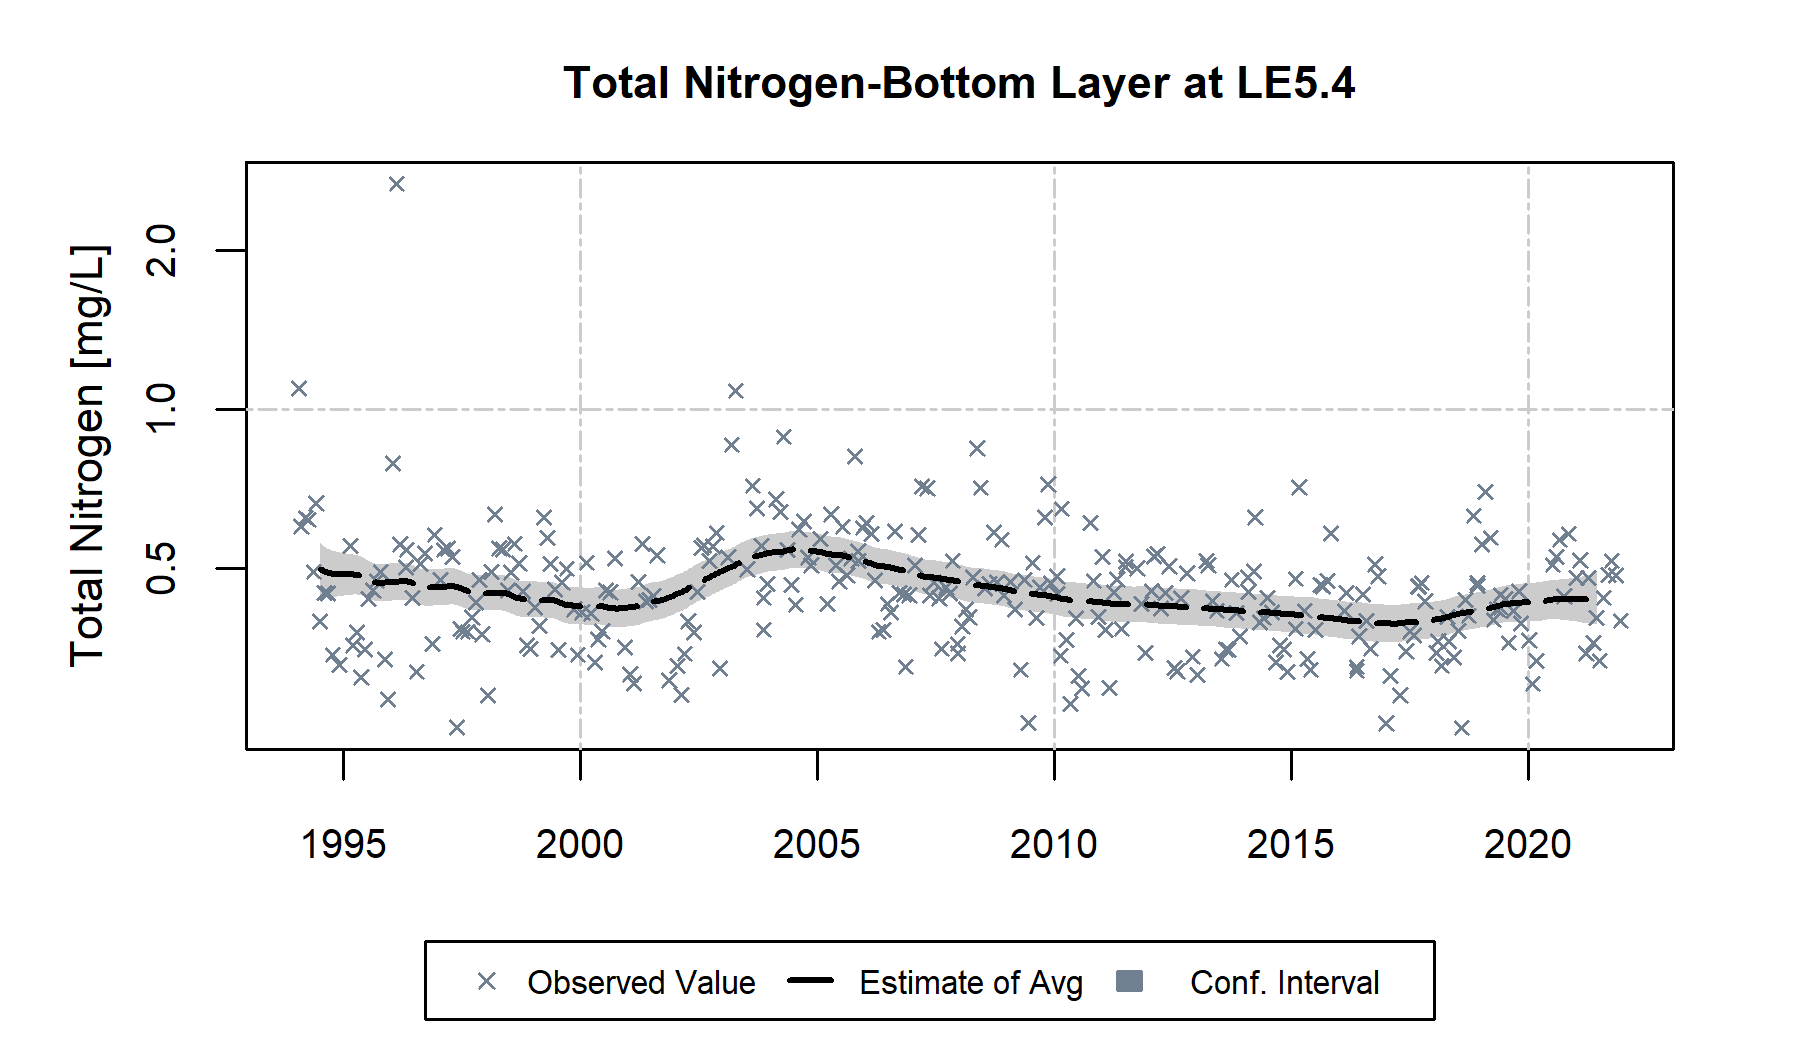 Total Nitrogen-Bottom Layer at LE5.4
Total Nitrogen [mg/L]
2.0
1.0
0.5
1995 2000 2005 2010 2015 2020
Observed Value Estimate of Avg Conf. Interval